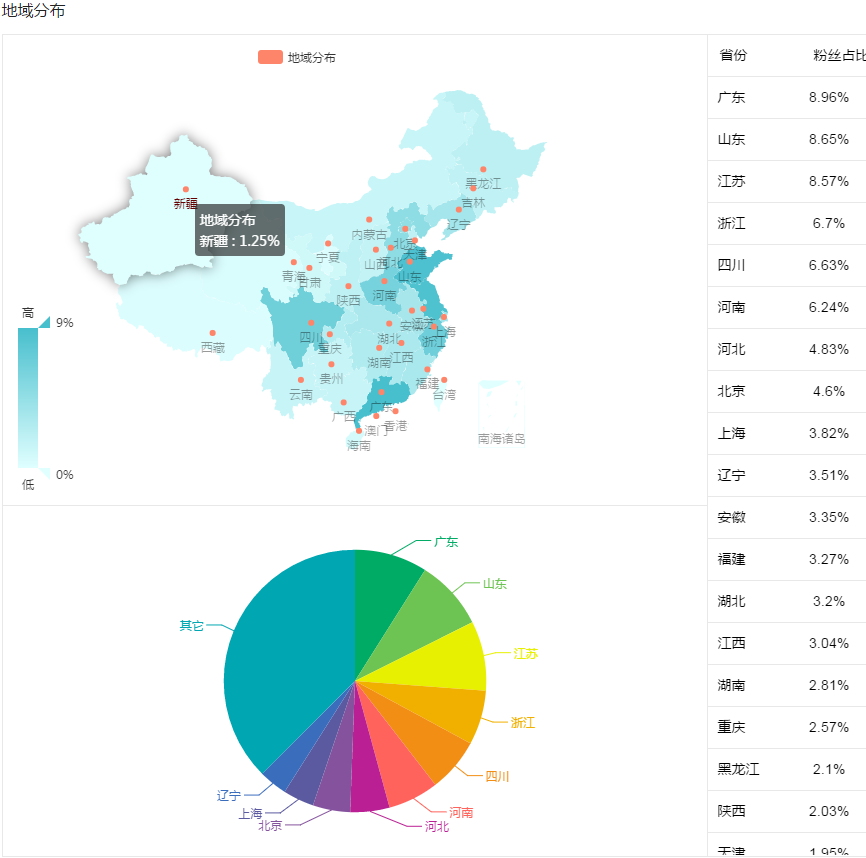 地域分布
地域分布
黑龙江
新疆
吉林
地域分布
新疆 : 1.25%
辽宁
内蒙古
北京
天津
宁夏
山西
河北
青海
甘肃
山东
陕西
河南
高
9%
安徽
江苏
上海
四川
湖北
浙江
西藏
重庆
江西
湖南
贵州
福建
云南
台湾
广东
广西
香港
澳门
海南
南海诸岛
0%
低
省份 粉丝占比
广东 8.96%
山东 8.65%
江苏 8.57%
浙江 6.7%
四川 6.63%
河南 6.24%
河北 4.83%
北京 4.6%
上海 3.82%
辽宁 3.51%
安徽 3.35%
福建 3.27%
湖北 3.2%
江西 3.04%
湖南 2.81%
重庆 2.57%
黑龙江 2.1%
陕西 2.03%
天津 1.95%
广东
山东
其它
江苏
浙江
四川
辽宁
河南
上海
北京
河北